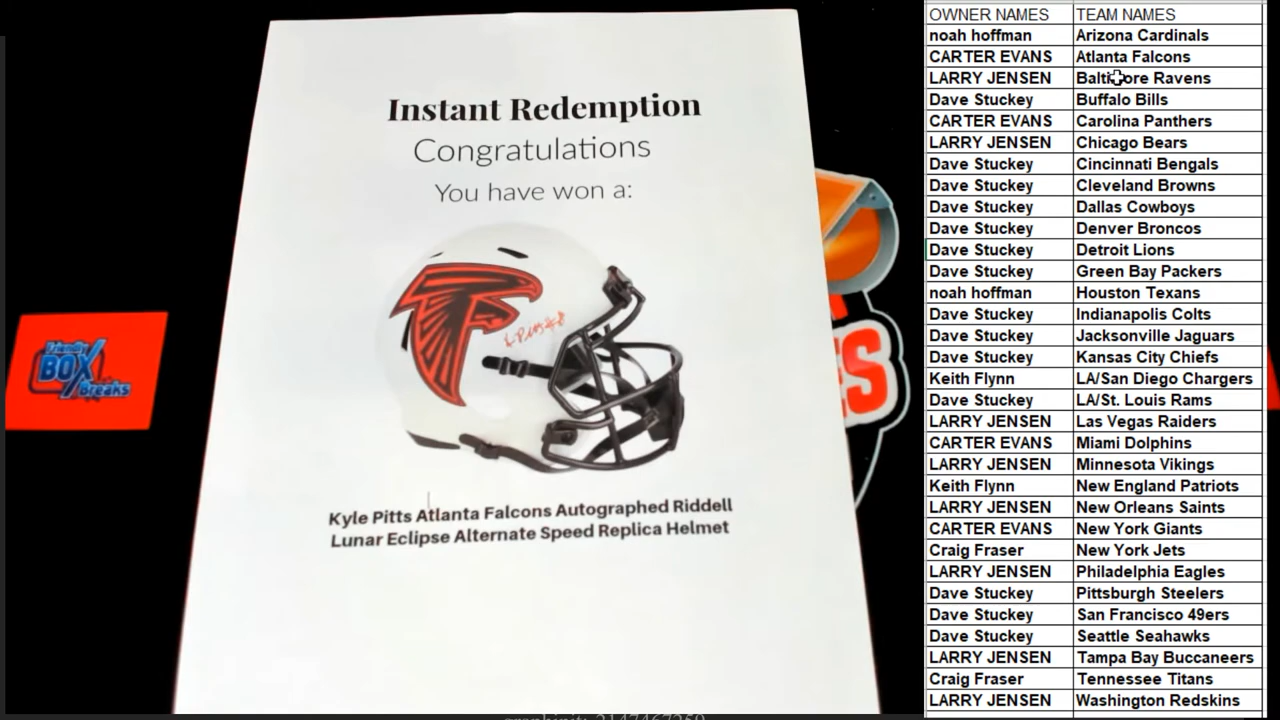 Instant Redemption
Congratulations
You have won a:
Kyle Pitts Atlanta Falcons Autographed Riddell
Lunar Eclipse Alternate Speed Replica Helmet
Friendly
BOX
Breaks
OWNER NAMES TEAM NAMES
noah hoffman Arizona Cardinals
CARTER EVANS Atlanta Falcons
LARRY JENSEN Baltimore Ravens
Dave Stuckey Buffalo Bills
CARTER EVANS Carolina Panthers
LARRY JENSEN Chicago Bears
Dave Stuckey Cincinnati Bengals
Dave Stuckey Cleveland Browns
Dave Stuckey Dallas Cowboys
Dave Stuckey Denver Broncos
Dave Stuckey Detroit Lions
Dave Stuckey Green Bay Packers
noah hoffman Houston Texans
Dave Stuckey Indianapolis Colts
Dave Stuckey Jacksonville Jaguars
Dave Stuckey Kansas City Chiefs
Keith Flynn LA/San Diego Chargers
Dave Stuckey LA/St. Louis Rams
LARRY JENSEN Las Vegas Raiders
CARTER EVANS Miami Dolphins
LARRY JENSEN Minnesota Vikings
Keith Flynn New England Patriots
LARRY JENSEN New Orleans Saints
CARTER EVANS New York Giants
Craig Fraser New York Jets
LARRY JENSEN Philadelphia Eagles
Dave Stuckey Pittsburgh Steelers
Dave Stuckey San Francisco 49ers
Dave Stuckey Seattle Seahawks
LARRY JENSEN Tampa Bay Buccaneers
Craig Fraser Tennessee Titans
LARRY JENSEN Washington Redskins